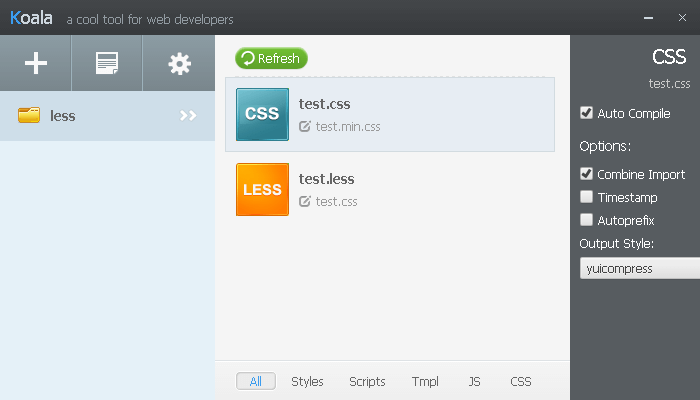 Koala a cool tool for web developers
less
Refresh
CSS
test.css
test.min.css
LESS
test.less
test.css
All Styles Scripts Tmpl JS CSS
CSS
test.css
Auto Compile
Options:
Combine Import
Timestamp
Autoprefix
Output Style:
yuicompress